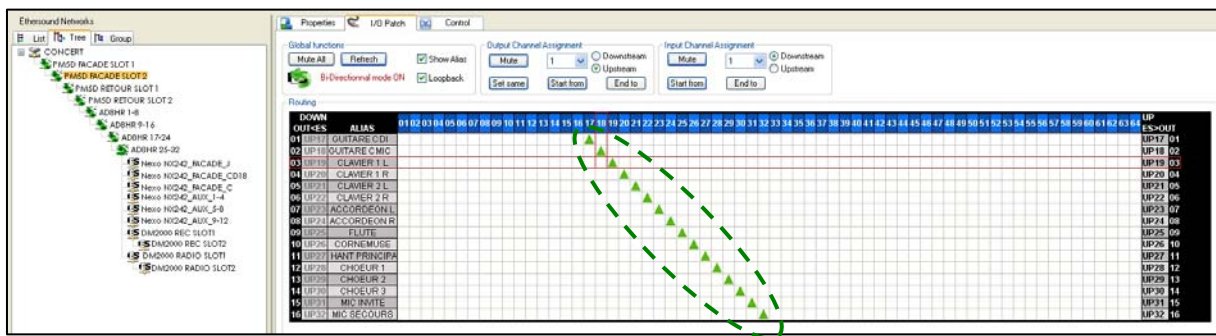 Ethersound Networks
List Tree Group
CONCERT
PM5D FACADE SLOT 1
PM5D FACADE SLOT 2
PM5D RETOUR SLOT 1
PM5D RETOUR SLOT 2
AD8HR 1-8
AD8HR 9-16
AD8HR 17-24
AD8HR 25-32
Nexo NX242_FACADE_J
Nexo NX242_FACADE_CD18
Nexo NX242_FACADE_C
Nexo NX242_AUX_1-4
Nexo NX242_AUX_5-8
Nexo NX242_AUX_9-12
DM2000 REC SLOT1
DM2000 REC SLOT2
DM2000 RADIO SLOT1
DM2000 RADIO SLOT2
Properties I/O Patch Control
Global functions
Mute All Refresh Show Alias
Bi-Directionnal mode ON Loopback
Output Channel Assignment
Mute 1 Downstream Upstream
Set same Start from End to
Input Channel Assignment
Mute 1 Downstream Upstream
Start from End to
Routing
DOWN UP
OUT<ES ALIAS 01 02 03 04 05 06 07 08 09 10 11 12 13 14 15 16 17 18 19 20 21 22 23 24 25 26 27 28 29 30 31 32 33 34 35 36 37 38 39 40 41 42 43 44 45 46 47 48 49 50 51 52 53 54 55 56 57 58 59 60 61 62 63 64 ES>OUT
01 UP17 GUITARE C DI UP17 01
02 UP18 GUITARE C MIC UP18 02
03 UP19 CLAVIER 1 L UP19 03
04 UP20 CLAVIER 1 R UP20 04
05 UP21 CLAVIER 2 L UP21 05
06 UP22 CLAVIER 2 R UP22 06
07 UP23 ACCORDEON L UP23 07
08 UP24 ACCORDEON R UP24 08
09 UP25 FLUTE UP25 09
10 UP26 CORNEMUSE UP26 10
11 UP27 HANT PRINCIPA UP27 11
12 UP28 CHOEUR 1 UP28 12
13 UP29 CHOEUR 2 UP29 13
14 UP30 CHOEUR 3 UP30 14
15 UP31 MIC INVITE UP31 15
16 UP32 MIC SECOURS UP32 16